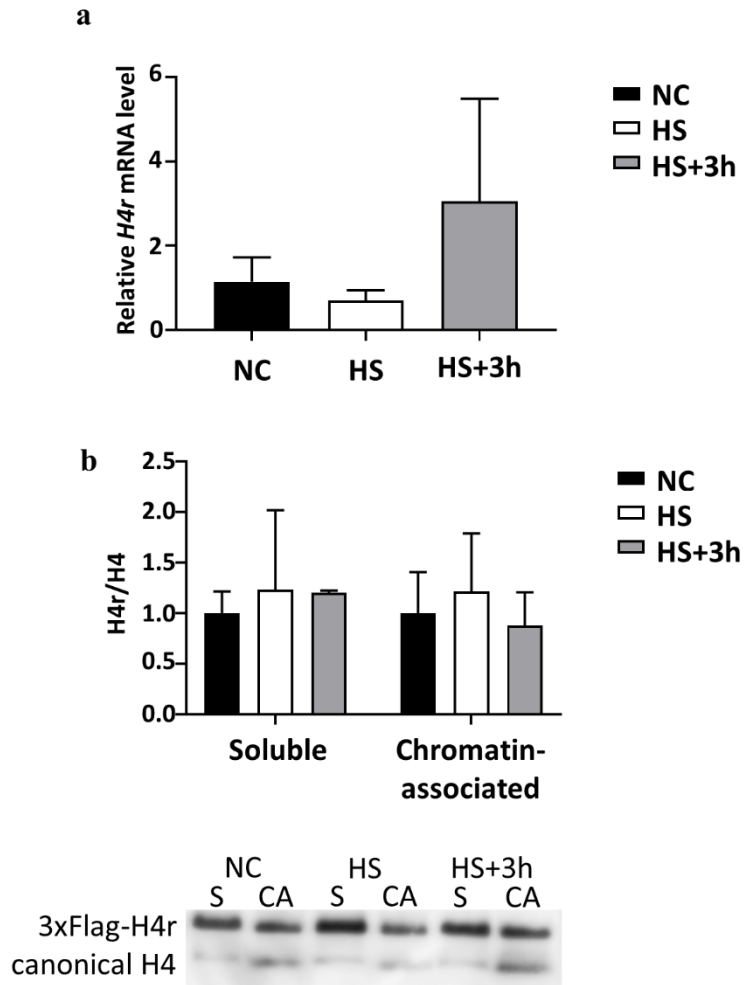 a
Relative H4r mRNA level
6
4
2
0
NC
HS
HS+3h
NC
HS
HS+3h
b
H4r/H4
2.5
2.0
1.5
1.0
0.5
0.0
Soluble
Chromatin-
associated
NC
HS
HS+3h
NC HS HS+3h
S CA S CA S CA
3xFlag-H4r
canonical H4